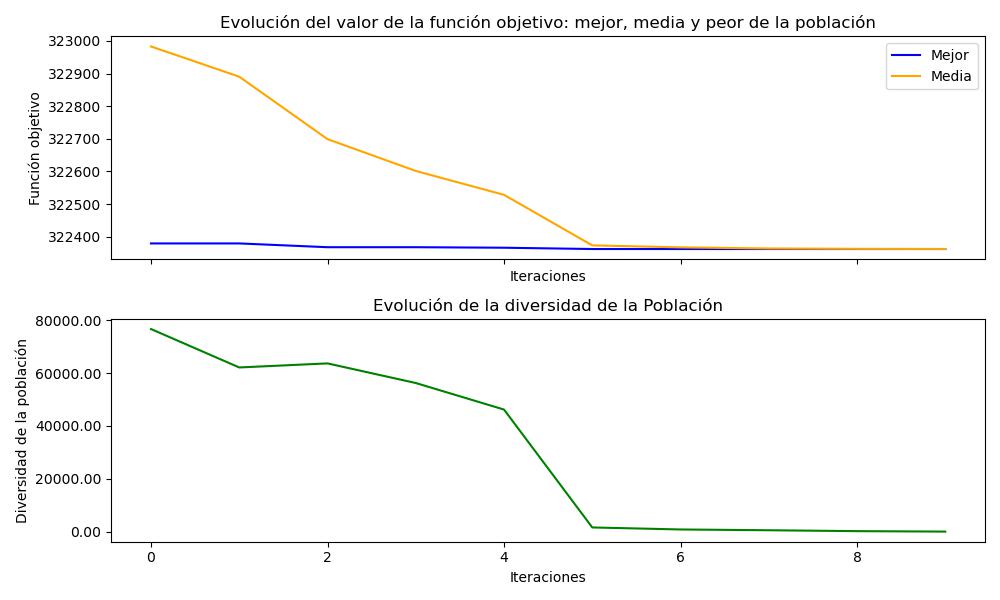 Evolución del valor de la función objetivo: mejor, media y peor de la población
323000
322900
322800
322700
322600
322500
322400
Función objetivo
Mejor
Media
Iteraciones
Evolución de la diversidad de la Población
80000.00
60000.00
40000.00
20000.00
0.00
Diversidad de la población
0 2 4 6 8
Iteraciones